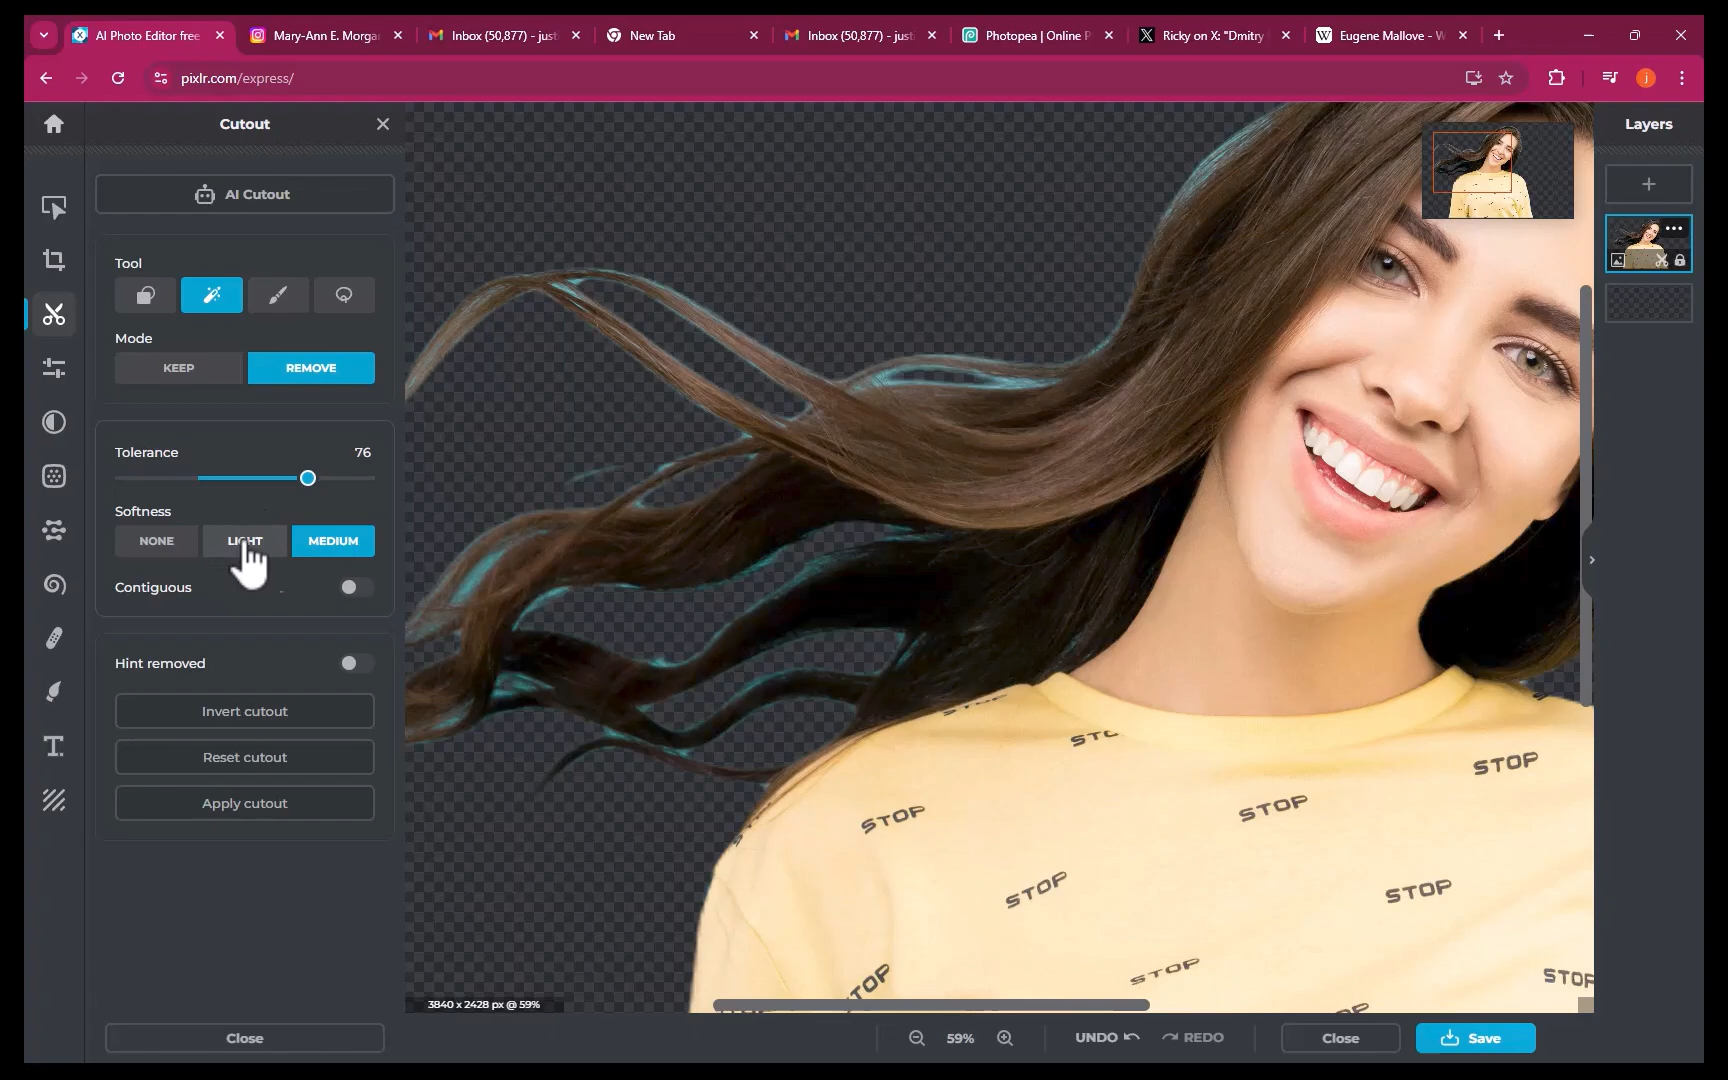 AI Photo Editor free
Mary-Ann E. Morga
Inbox (50,877) - just
New Tab
Inbox (50,877) - just
Photopea | Online P
Ricky on X: "Dmitry
Eugene Mallove - W
pixlr.com/express/
j
Cutout
Layers
AI Cutout
Tool
Mode
KEEP
REMOVE
Tolerance
76
Softness
NONE
LIGHT
MEDIUM
Contiguous
Hint removed
Invert cutout
Reset cutout
Apply cutout
Close
STOP
STOP
STOP
STOP
STOP
STOP
STOP
STOP
3840 x 2428 px @ 59%
59%
UNDO
REDO
Close
Save